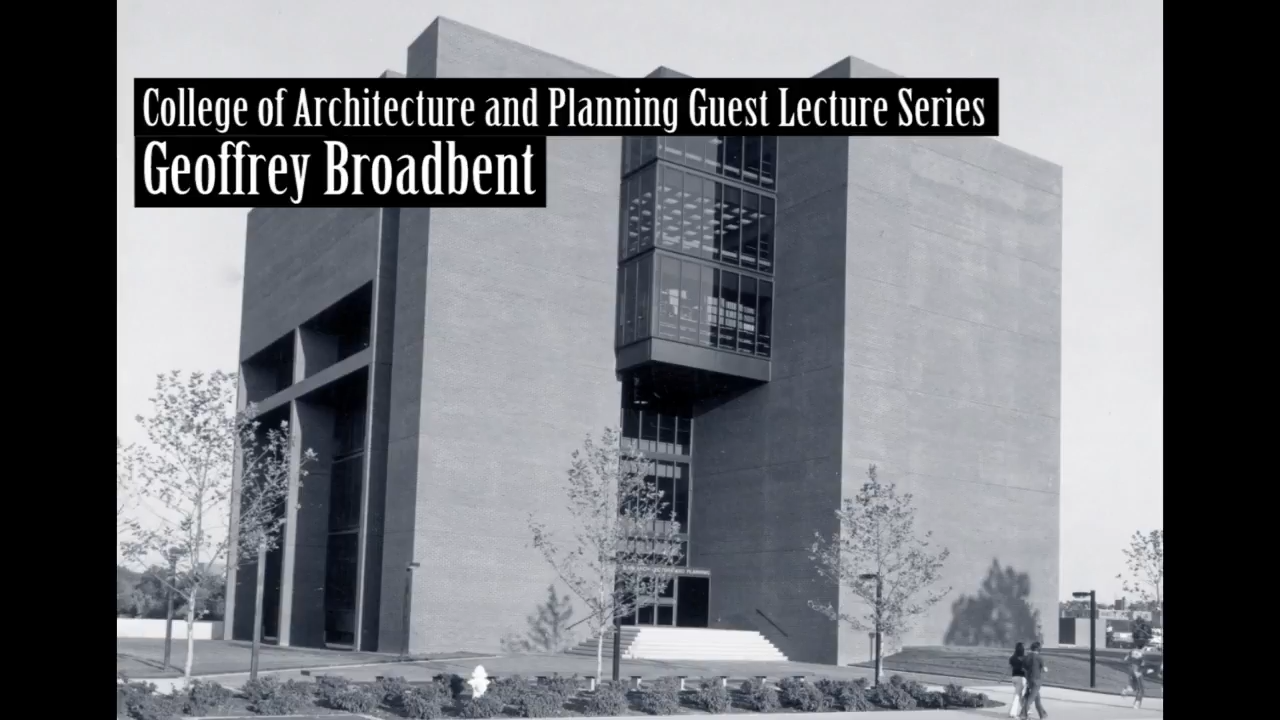 College of Architecture and Planning Guest Lecture Series
Geoffrey Broadbent